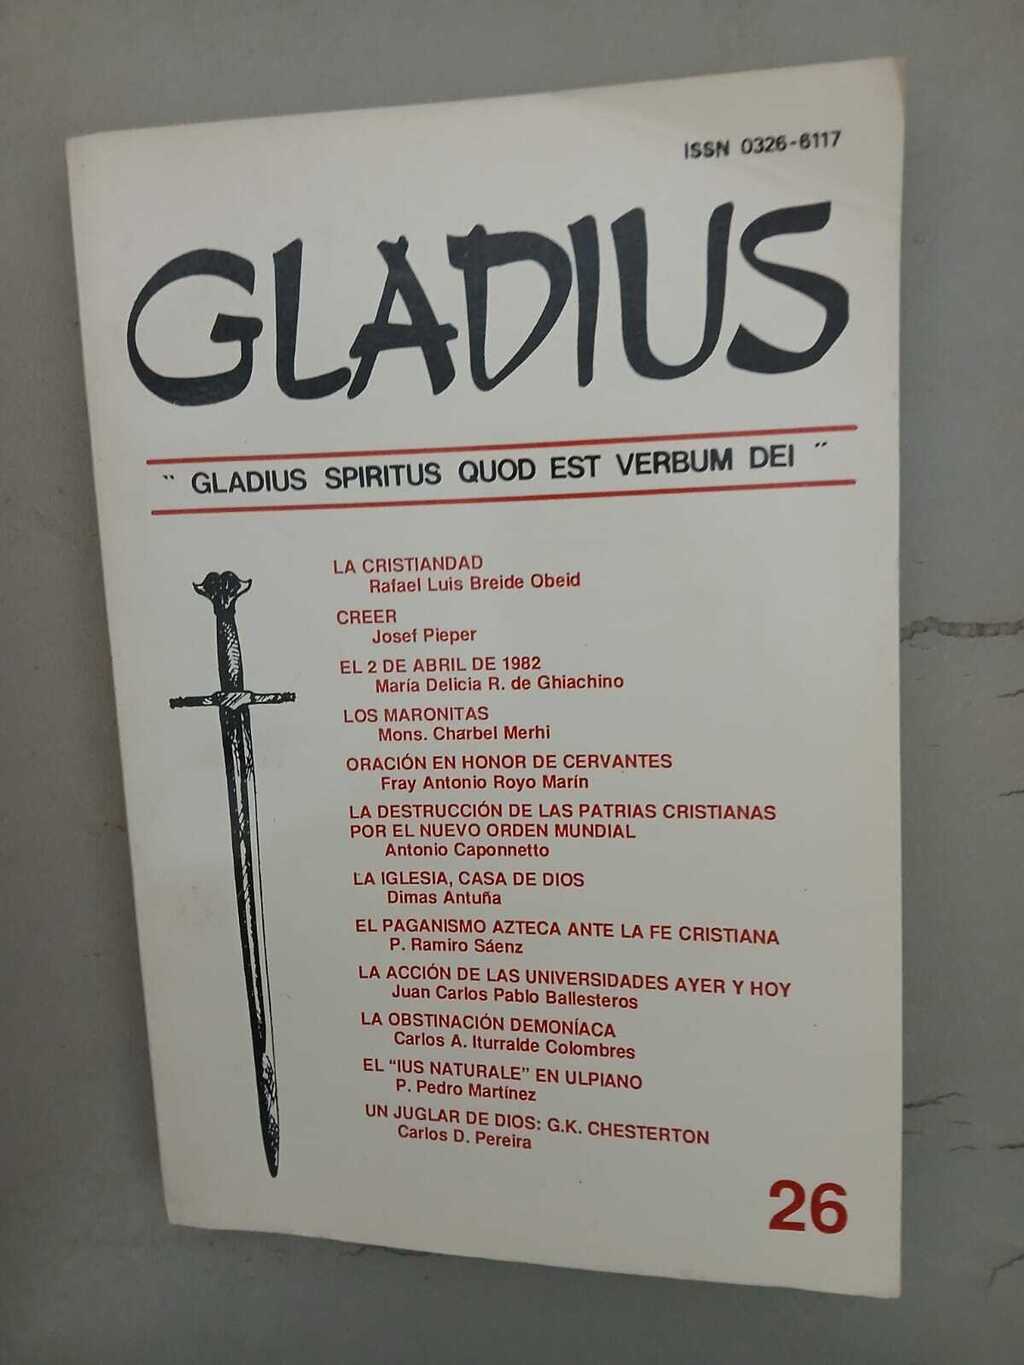 ISSN 0326-6117
GLADIUS
" GLADIUS SPIRITUS QUOD EST VERBUM DEI "
LA CRISTIANDAD
Rafael Luis Breide Obeid
CREER
Josef Pieper
EL 2 DE ABRIL DE 1982
María Delicia R. de Ghiachino
LOS MARONITAS
Mons. Charbel Merhi
ORACIÓN EN HONOR DE CERVANTES
Fray Antonio Royo Marín
LA DESTRUCCIÓN DE LAS PATRIAS CRISTIANAS
POR EL NUEVO ORDEN MUNDIAL
Antonio Caponnetto
LA IGLESIA, CASA DE DIOS
Dimas Antuña
EL PAGANISMO AZTECA ANTE LA FE CRISTIANA
P. Ramiro Sáenz
LA ACCIÓN DE LAS UNIVERSIDADES AYER Y HOY
Juan Carlos Pablo Ballesteros
LA OBSTINACIÓN DEMONÍACA
Carlos A. Iturralde Colombres
EL "IUS NATURALE" EN ULPIANO
P. Pedro Martínez
UN JUGLAR DE DIOS: G.K. CHESTERTON
Carlos D. Pereira
26